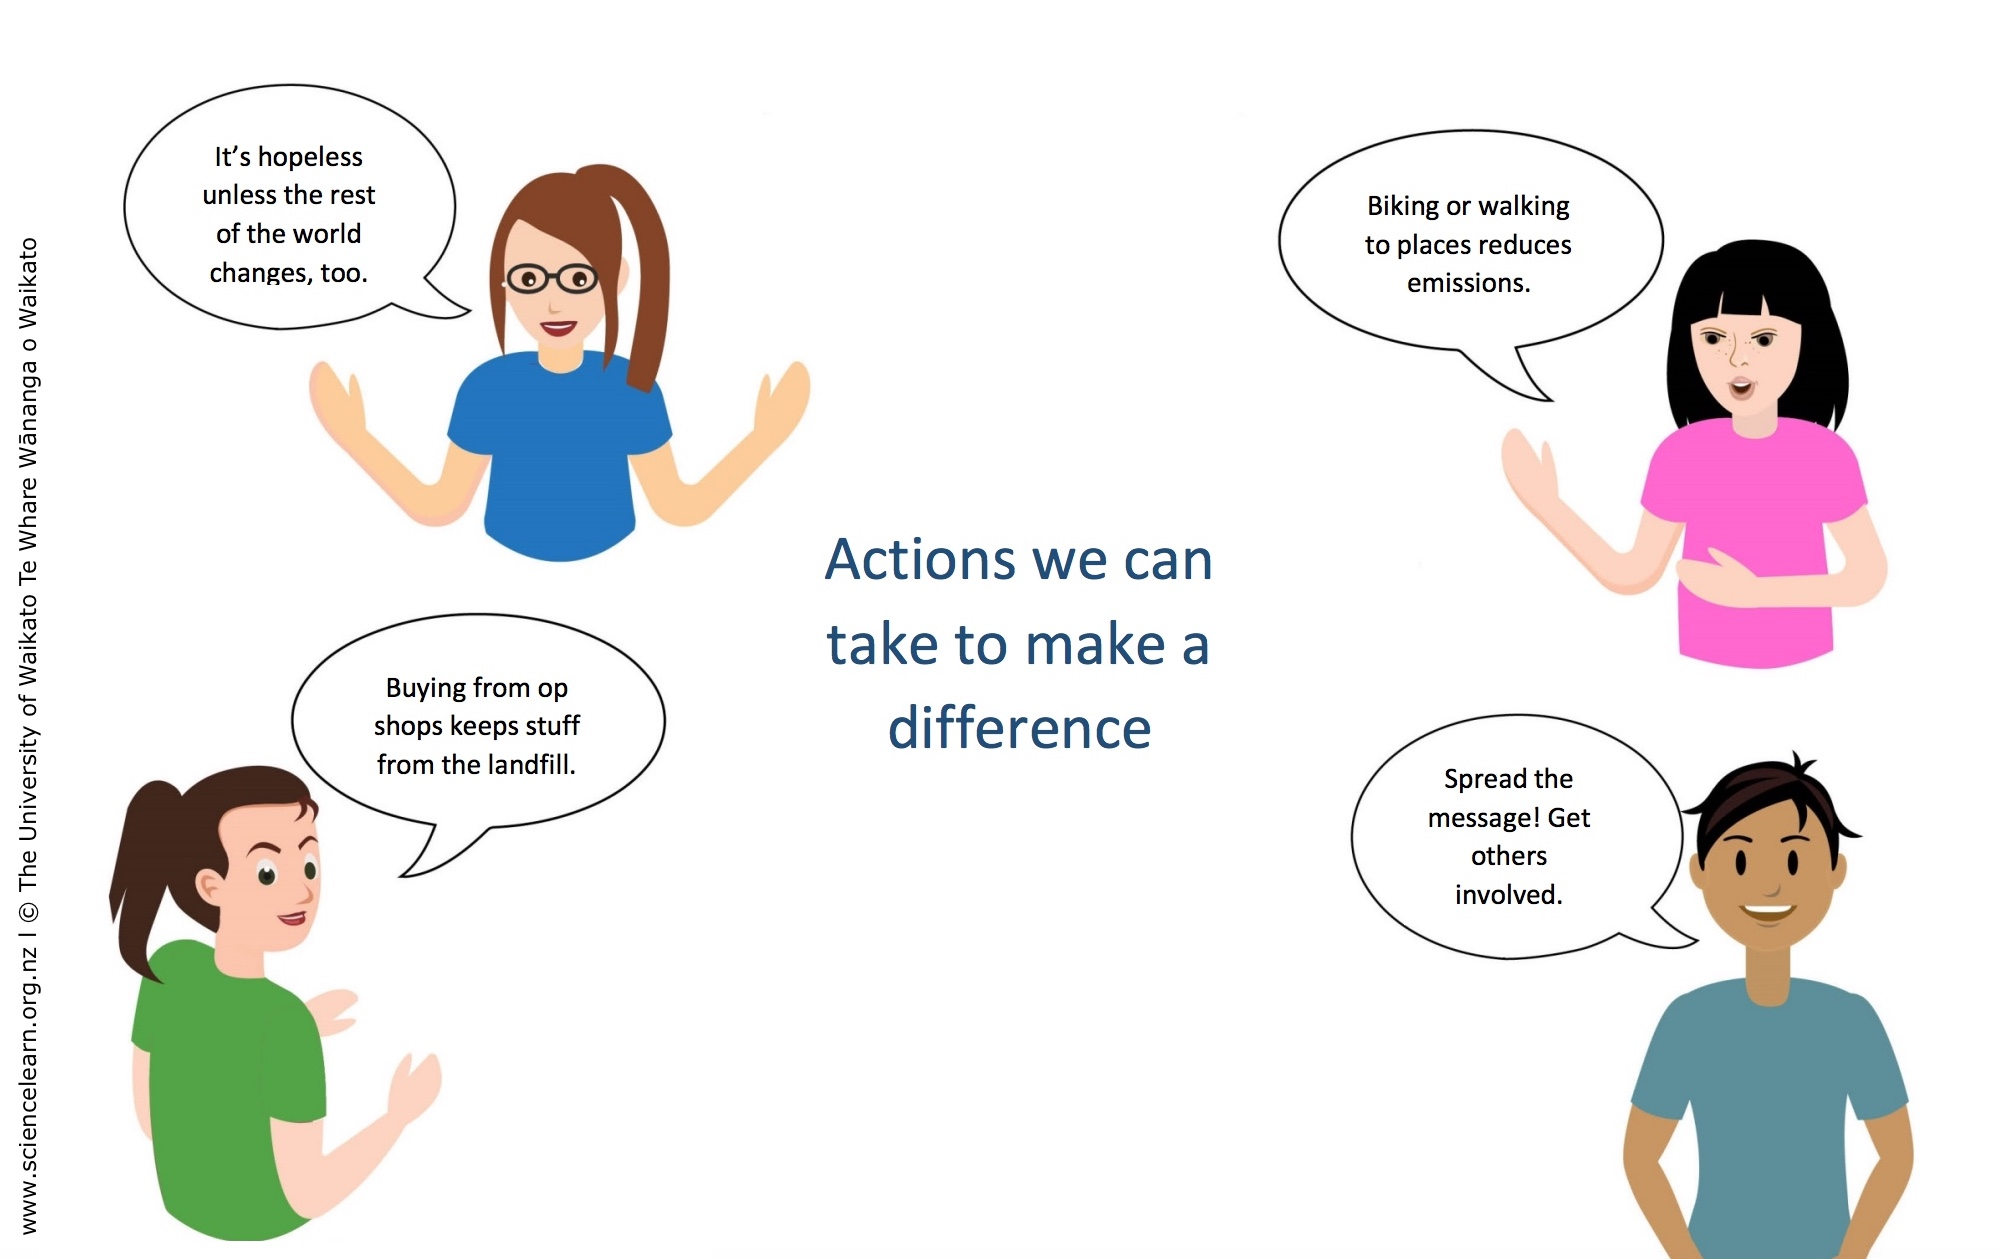 It’s hopeless
unless the rest
of the world
changes, too.
Biking or walking
to places reduces
emissions.
Actions we can
take to make a
difference
Buying from op
shops keeps stuff
from the landfill.
Spread the
message! Get
others
involved.
www.sciencelearn.org.nz l © The University of Waikato Te Whare Wānanga o Waikato